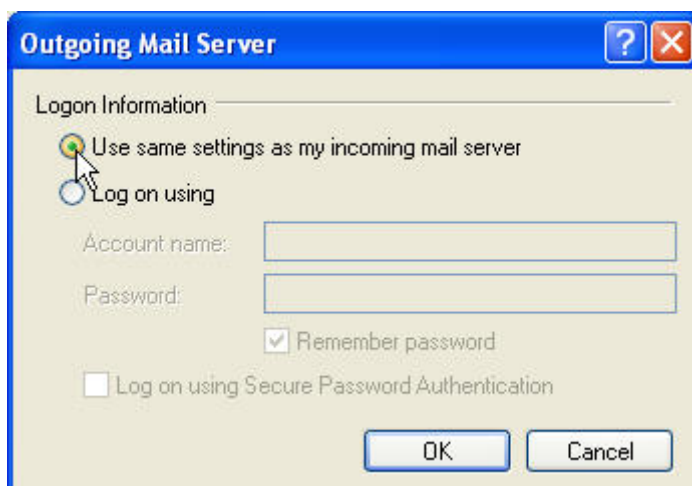 Outgoing Mail Server
Logon Information
Use same settings as my incoming mail server
Log on using
Account name:
Password:
Remember password
Log on using Secure Password Authentication
OK Cancel